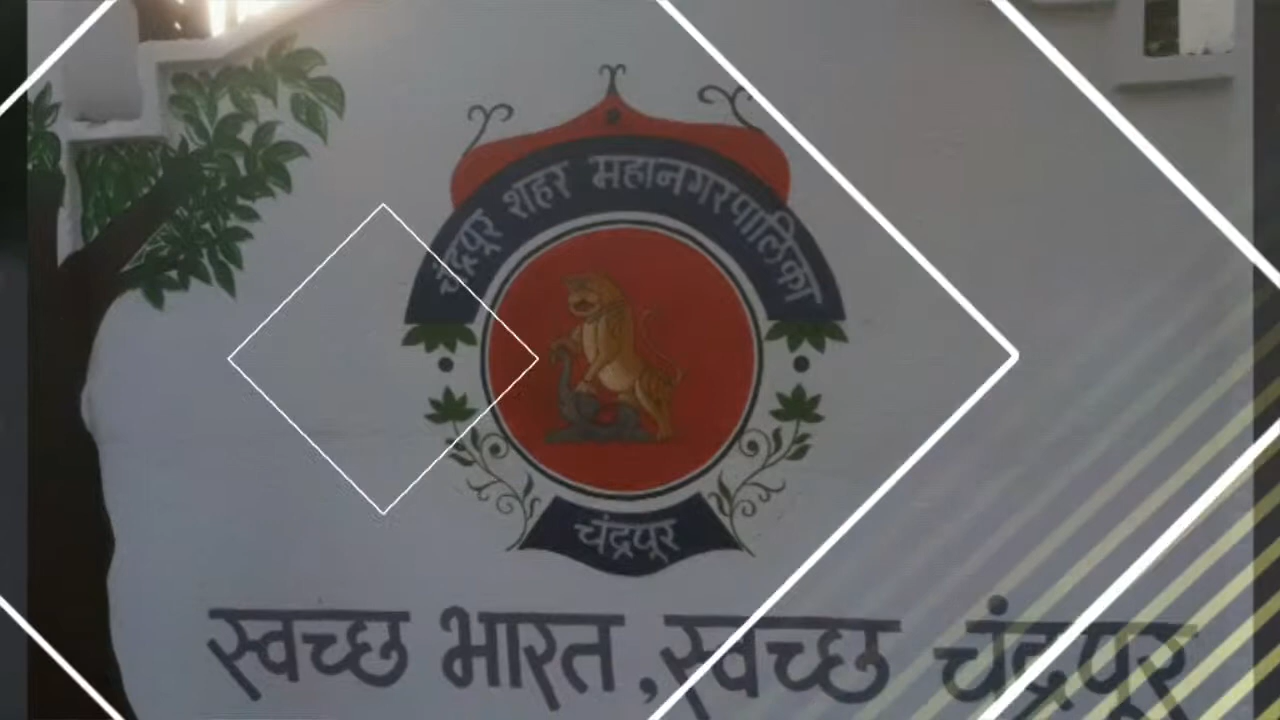 चंद्रपूर शहर महानगरपालिका
चंद्रपूर
स्वच्छ भारत, स्वच्छ चंद्रपूर